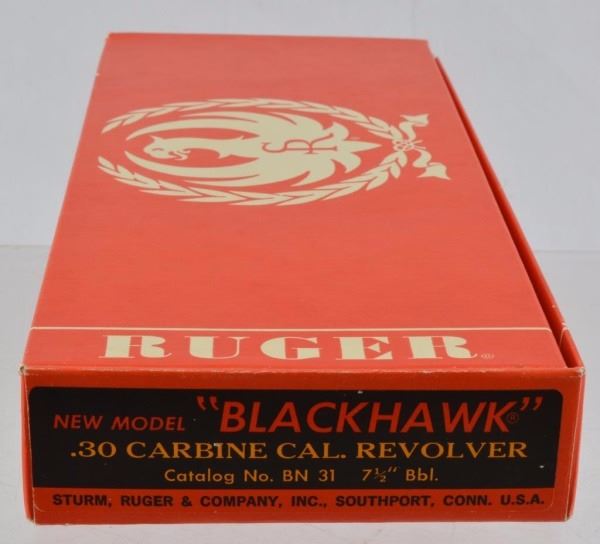 SR
RUGER®
NEW MODEL "BLACKHAWK®"
.30 CARBINE CAL. REVOLVER
Catalog No. BN 31 7½" Bbl.
STURM, RUGER & COMPANY, INC., SOUTHPORT, CONN. U.S.A.